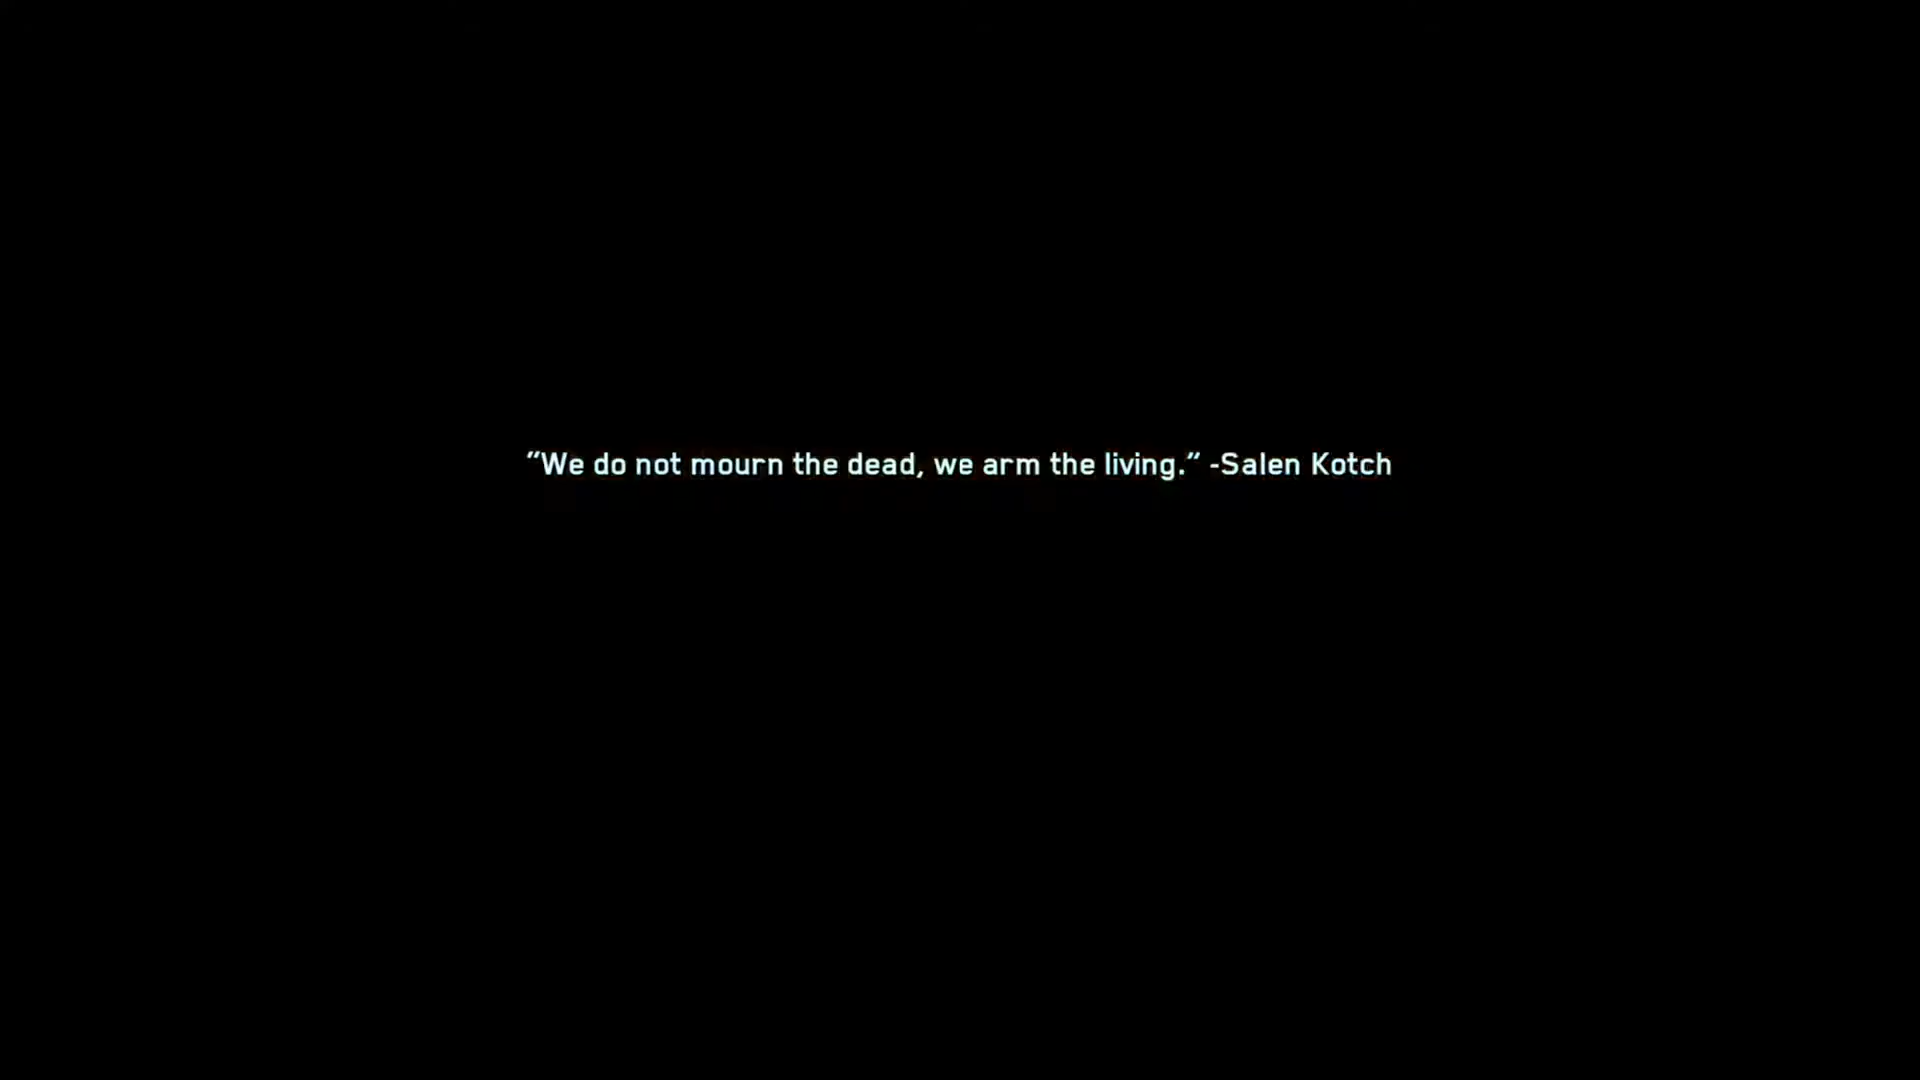 “We do not mourn the dead, we arm the living.” -Salen Kotch